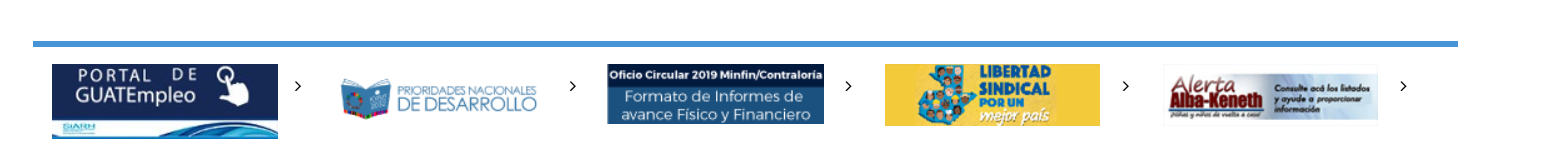 PORTAL DE
GUATEmpleo
SIARH
PRIORIDADES NACIONALES
DE DESARROLLO
Oficio Circular 2019 Minfin/Contraloría
Formato de Informes de
avance Físico y Financiero
LIBERTAD
SINDICAL
POR UN
mejor país
Alerta
Alba-Keneth
¡Niñas y niños de vuelta a casa!
Consulte acá los listados
y ayude a proporcionar
información